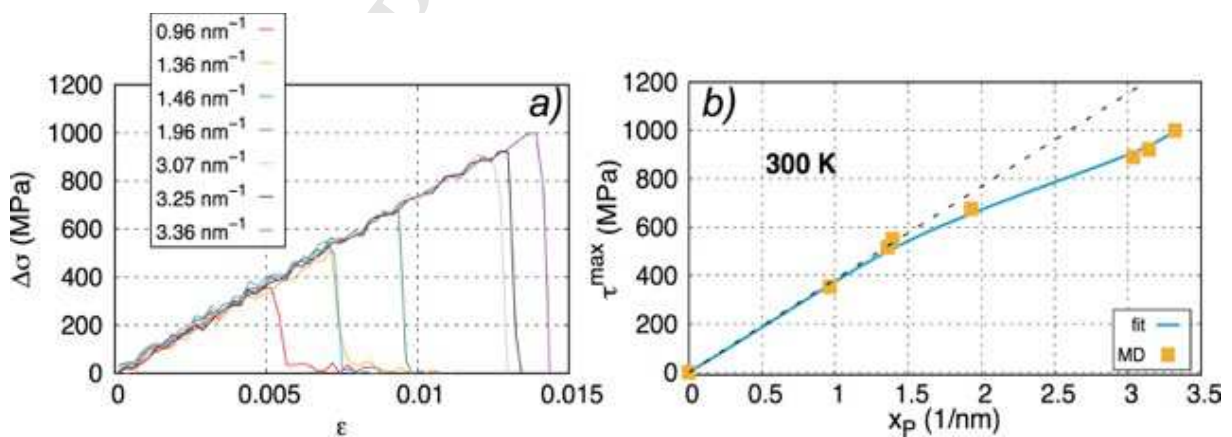 0.96 nm⁻¹
1.36 nm⁻¹
1.46 nm⁻¹
1.96 nm⁻¹
3.07 nm⁻¹
3.25 nm⁻¹
3.36 nm⁻¹
a)
1200
1000
800
600
400
200
0
Δσ (MPa)
0 0.005 0.01 0.015
ε
b)
300 K
1200
1000
800
600
400
200
0
τᵐᵃˣ (MPa)
fit
MD
0 0.5 1 1.5 2 2.5 3 3.5
x_P (1/nm)